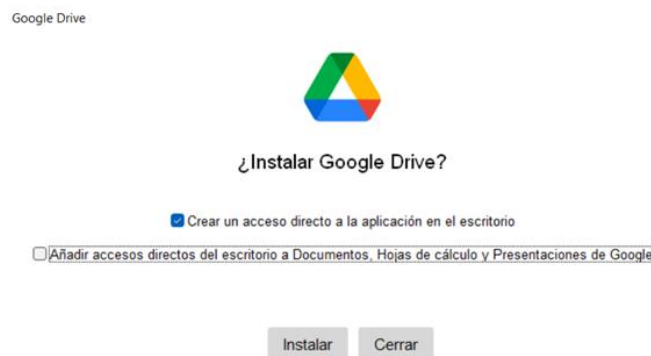 Google Drive
¿Instalar Google Drive?
Crear un acceso directo a la aplicación en el escritorio
Añadir accesos directos del escritorio a Documentos, Hojas de cálculo y Presentaciones de Google
Instalar Cerrar